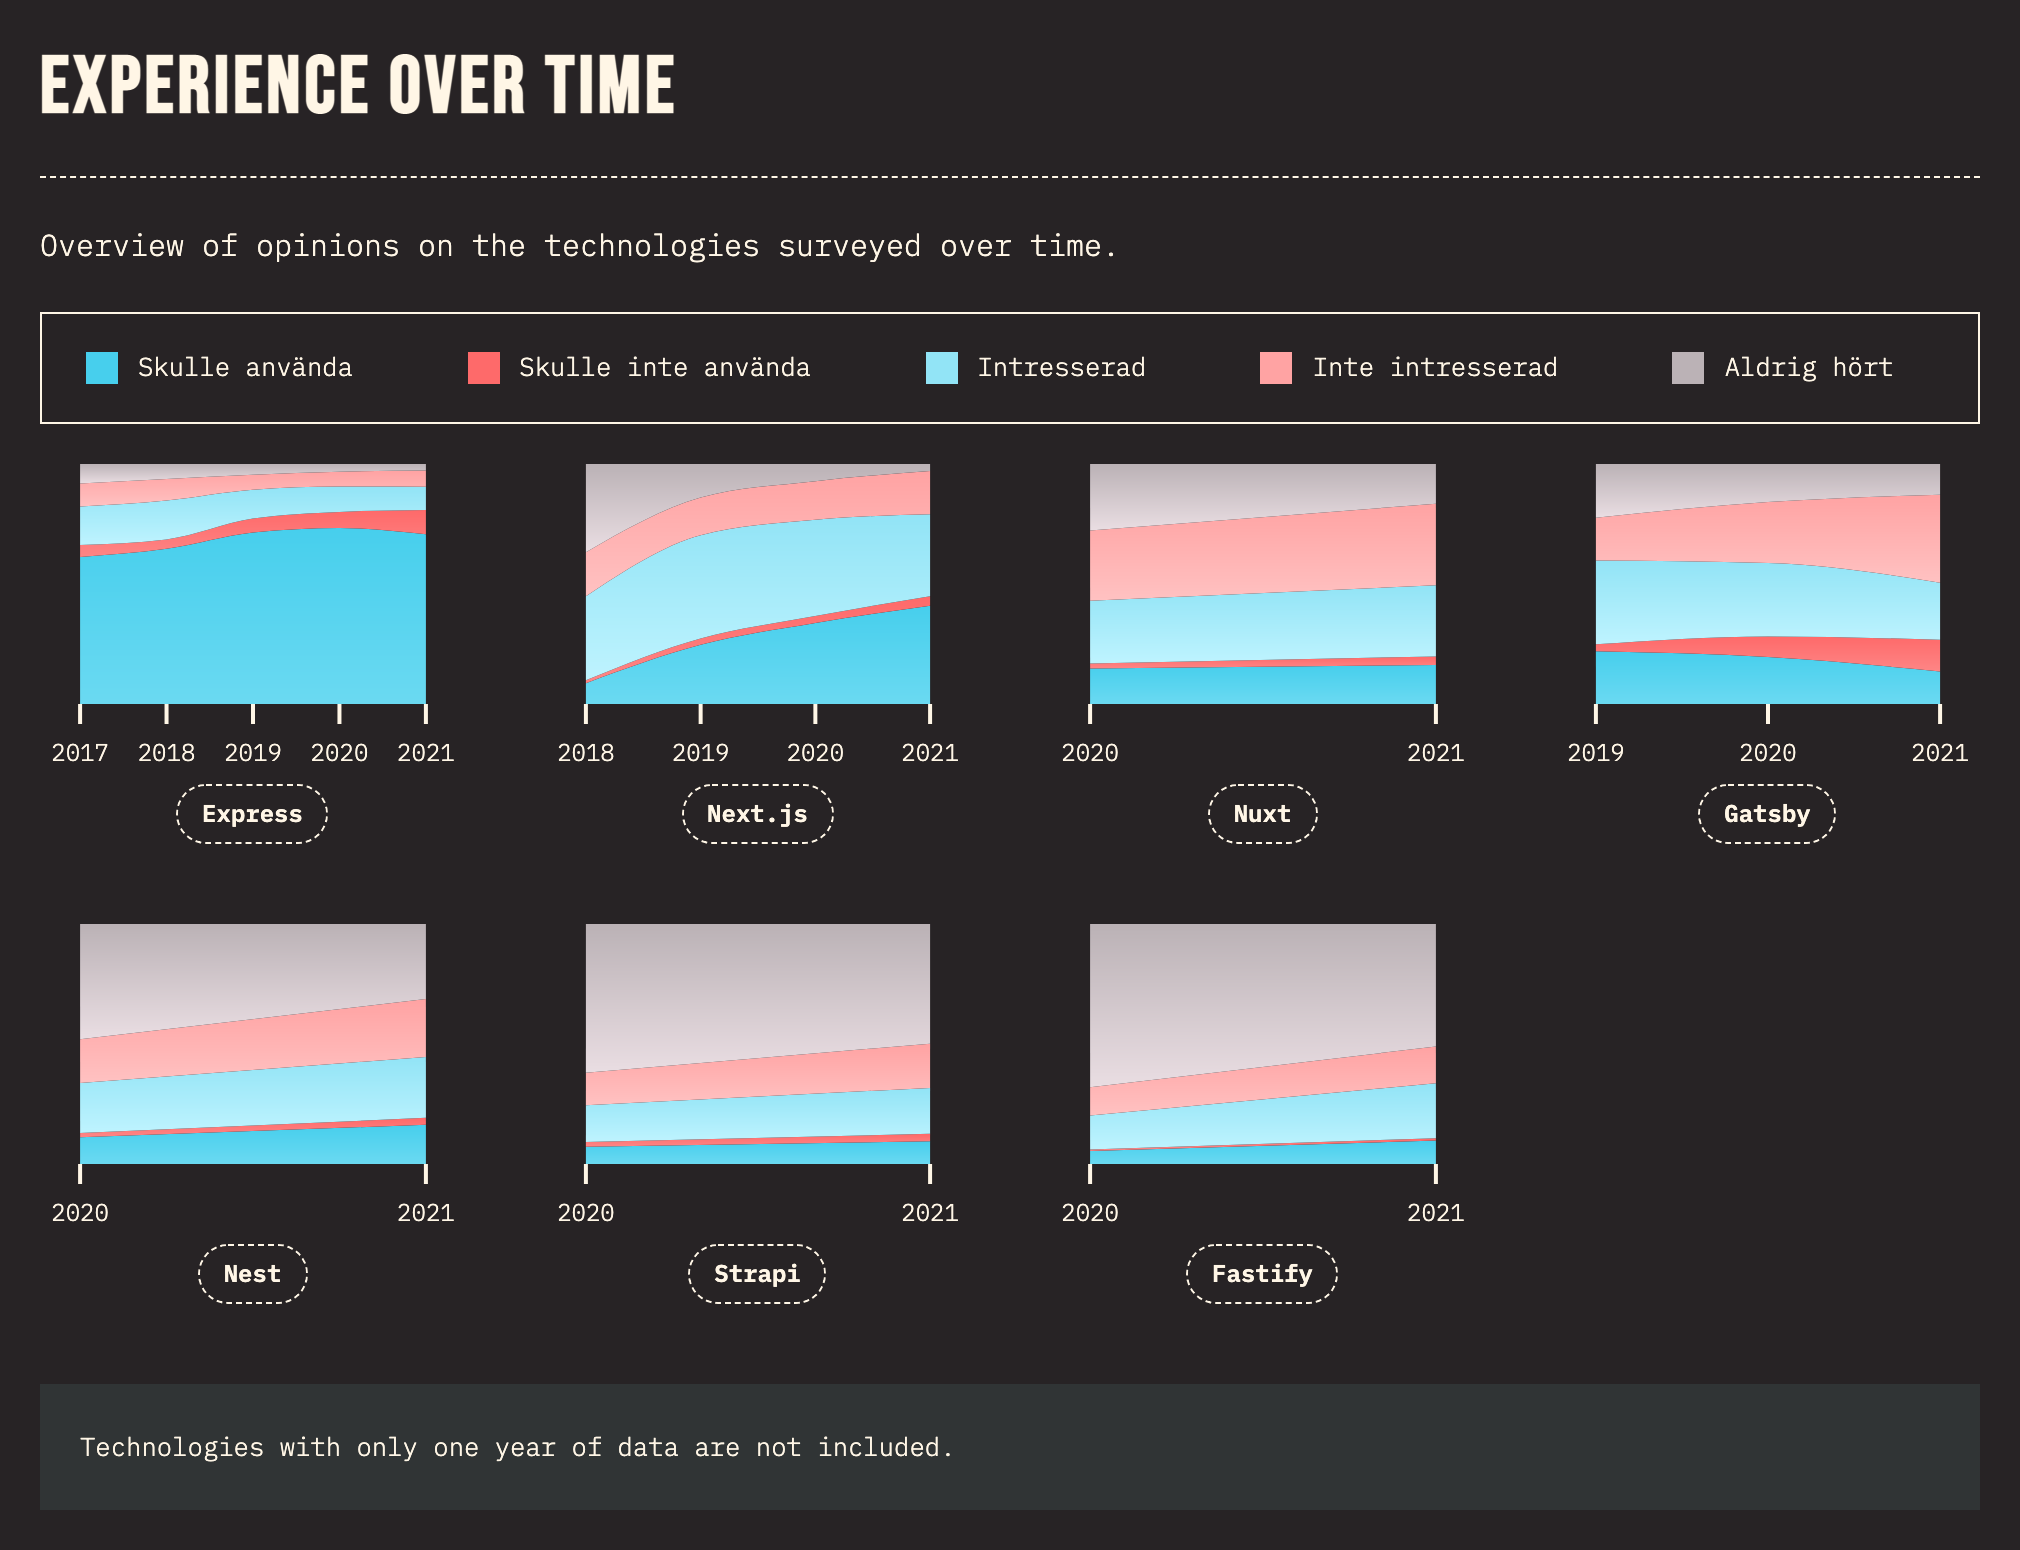 EXPERIENCE OVER TIME
Overview of opinions on the technologies surveyed over time.
Skulle använda Skulle inte använda Intresserad Inte intresserad Aldrig hört
2017 2018 2019 2020 2021 2018 2019 2020 2021 2020 2021 2019 2020 2021
Express Next.js Nuxt Gatsby
2020 2021 2020 2021 2020 2021
Nest Strapi Fastify
Technologies with only one year of data are not included.